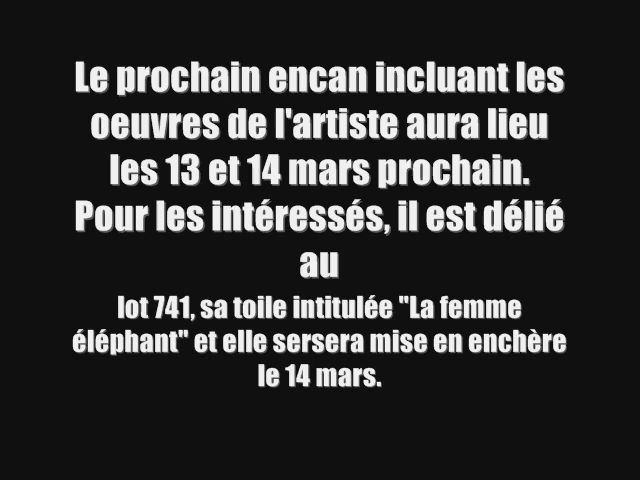 Le prochain encan incluant les
oeuvres de l'artiste aura lieu
les 13 et 14 mars prochain.
Pour les intéressés, il est délié
au
lot 741, sa toile intitulée "La femme
éléphant" et elle sersera mise en enchère
le 14 mars.